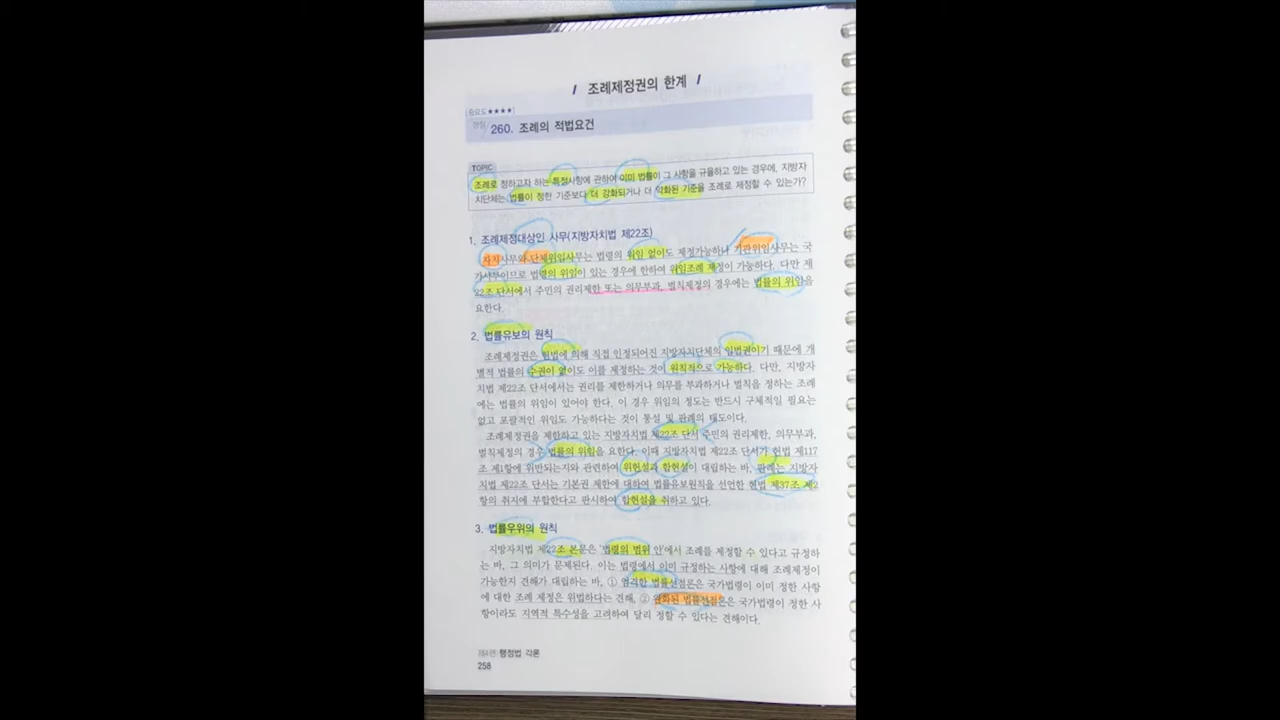 / 조례제정권의 한계 /
[중요도 ★★★★]
쟁점 260. 조례의 적법요건
TOPIC
조례로 정하고자 하는 특정사항에 관하여 이미 법률이 그 사항을 규율하고 있는 경우에, 지방자
치단체는 법률이 정한 기준보다 더 강화되거나 더 약화된 기준을 조례로 제정할 수 있는가?
1. 조례제정대상인 사무(지방자치법 제22조)
자치사무와 단체위임사무는 법령의 위임 없이도 제정가능하나 기관위임사무는 국
가사무이므로 법령의 위임이 있는 경우에 한하여 위임조례 제정이 가능하다. 다만 제
22조 단서에서 주민의 권리제한 또는 의무부과, 벌칙제정의 경우에는 법률의 위임을
요한다.
2. 법률유보의 원칙
조례제정권은 헌법에 의해 직접 인정되어진 지방자치단체의 입법권이기 때문에 개
별적 법률의 수권이 없이도 이를 제정하는 것이 원칙적으로 가능하다. 다만, 지방자
치법 제22조 단서에서는 권리를 제한하거나 의무를 부과하거나 벌칙을 정하는 조례
에는 법률의 위임이 있어야 한다. 이 경우 위임의 정도는 반드시 구체적일 필요는
없고 포괄적인 위임도 가능하다는 것이 통설 및 판례의 태도이다.
조례제정권을 제한하고 있는 지방자치법 제22조 단서 주민의 권리제한, 의무부과,
벌칙제정의 경우 법률의 위임을 요한다. 이때 지방자치법 제22조 단서가 헌법 제117
조 제1항에 위반되는지와 관련하여 위헌설과 합헌설이 대립하는 바, 판례는 지방자
치법 제22조 단서는 기본권 제한에 대하여 법률유보원칙을 선언한 헌법 제37조 제2
항의 취지에 부합한다고 판시하여 합헌설을 취하고 있다.
3. 법률우위의 원칙
지방자치법 제22조 본문은 '법령의 범위 안'에서 조례를 제정할 수 있다고 규정하
는 바, 그 의미가 문제된다. 이는 법령에서 이미 규정하는 사항에 대해 조례제정이
가능한지 견해가 대립하는 바, ① 엄격한 법률선점론은 국가법령이 이미 정한 사항
에 대한 조례 제정은 위법하다는 견해, ② 완화된 법률선점론은 국가법령이 정한 사
항이라도 지역적 특수성을 고려하여 달리 정할 수 있다는 견해이다.
제4편 행정법 각론
258